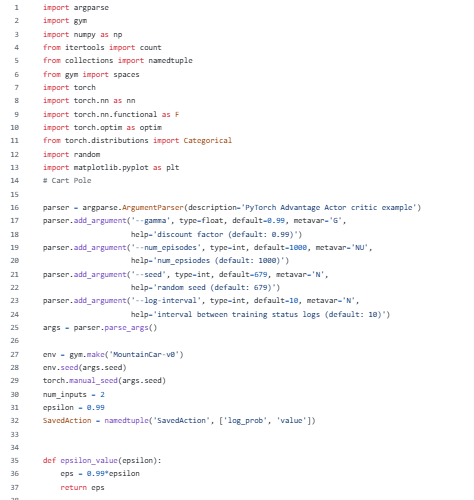 1 import argparse
2 import gym
3 import numpy as np
4 from itertools import count
5 from collections import namedtuple
6 from gym import spaces
7 import torch
8 import torch.nn as nn
9 import torch.nn.functional as F
10 import torch.optim as optim
11 from torch.distributions import Categorical
12 import random
13 import matplotlib.pyplot as plt
14 # Cart Pole
15
16 parser = argparse.ArgumentParser(description='PyTorch Advantage Actor critic example')
17 parser.add_argument('--gamma', type=float, default=0.99, metavar='G',
18                     help='discount factor (default: 0.99)')
19 parser.add_argument('--num_episodes', type=int, default=1000, metavar='NU',
20                     help='num_epsiodes (default: 1000)')
21 parser.add_argument('--seed', type=int, default=679, metavar='N',
22                     help='random seed (default: 679)')
23 parser.add_argument('--log-interval', type=int, default=10, metavar='N',
24                     help='interval between training status logs (default: 10)')
25 args = parser.parse_args()
26
27 env = gym.make('MountainCar-v0')
28 env.seed(args.seed)
29 torch.manual_seed(args.seed)
30 num_inputs = 2
31 epsilon = 0.99
32 SavedAction = namedtuple('SavedAction', ['log_prob', 'value'])
33
34
35 def epsilon_value(epsilon):
36     eps = 0.99*epsilon
37     return eps